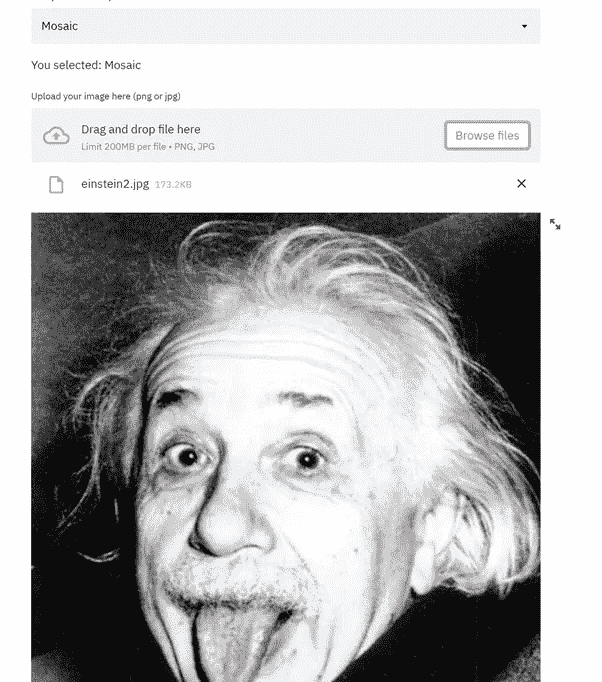 Mosaic
You selected: Mosaic
Upload your image here (png or jpg)
Drag and drop file here
Browse files
Limit 200MB per file • PNG, JPG
einstein2.jpg 173.2KB